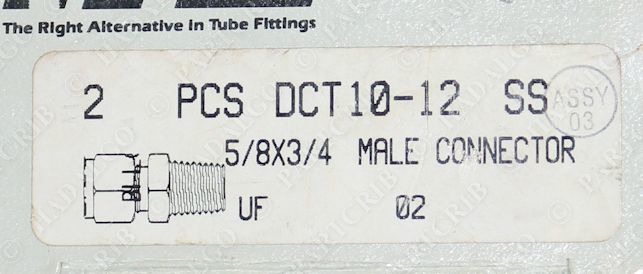 The Right Alternative in Tube Fittings
2 PCS DCT10-12 SS
ASSY
03
5/8X3/4 MALE CONNECTOR
UF 02